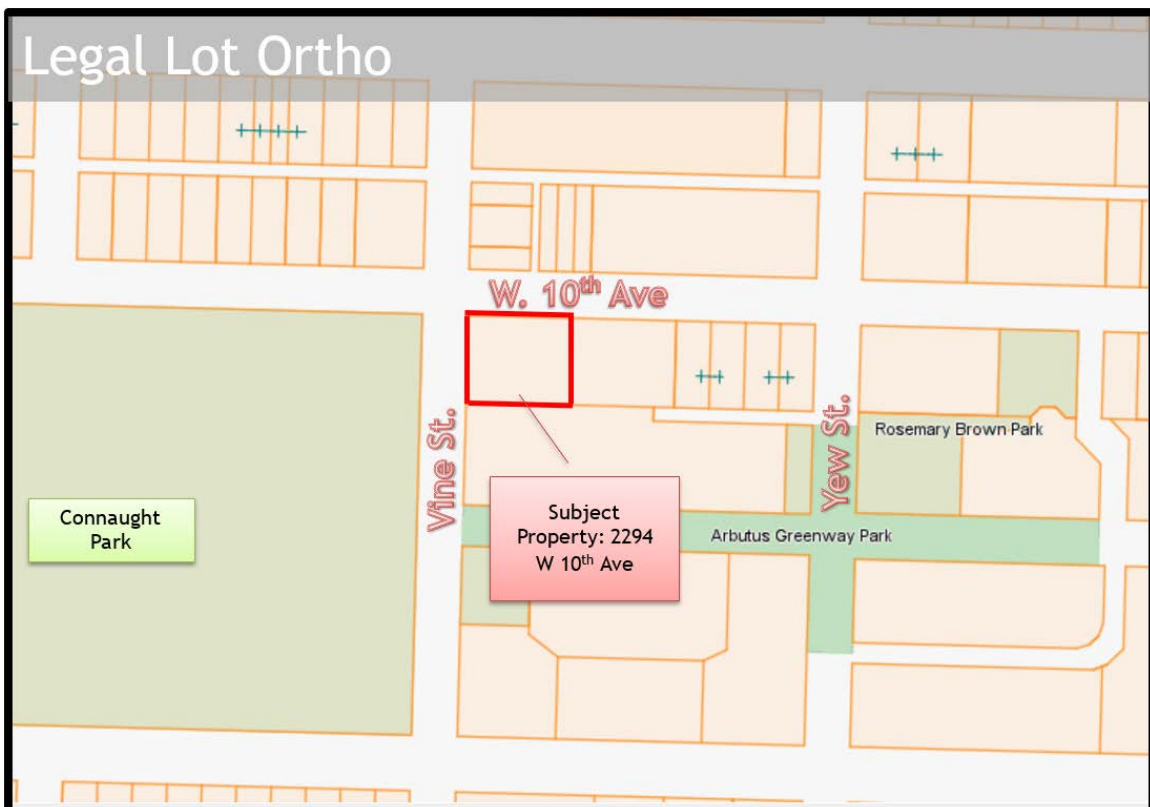 Legal Lot Ortho
W. 10th Ave
Vine St.
Yew St.
Rosemary Brown Park
Connaught
Park
Subject
Property: 2294
W 10th Ave
Arbutus Greenway Park